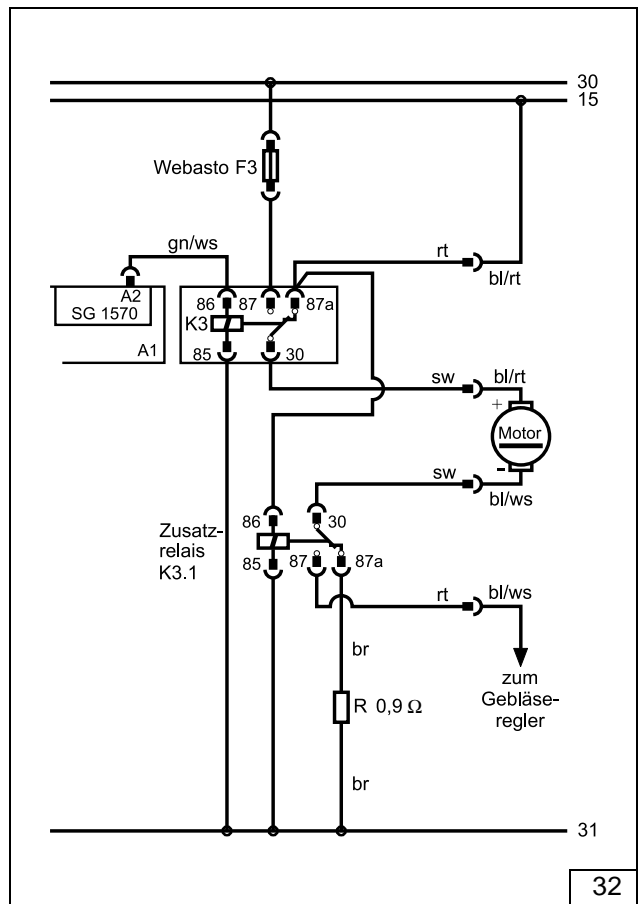 30
15
Webasto F3
gn/ws
rt
bl/rt
A2
SG 1570
A1
86
87
87a
K3
85
30
sw
bl/rt
+
Motor
-
sw
bl/ws
86
30
Zusatz-
relais
K3.1
85
87
87a
rt
bl/ws
br
zum
Gebläse-
regler
R 0,9 Ω
br
31
32